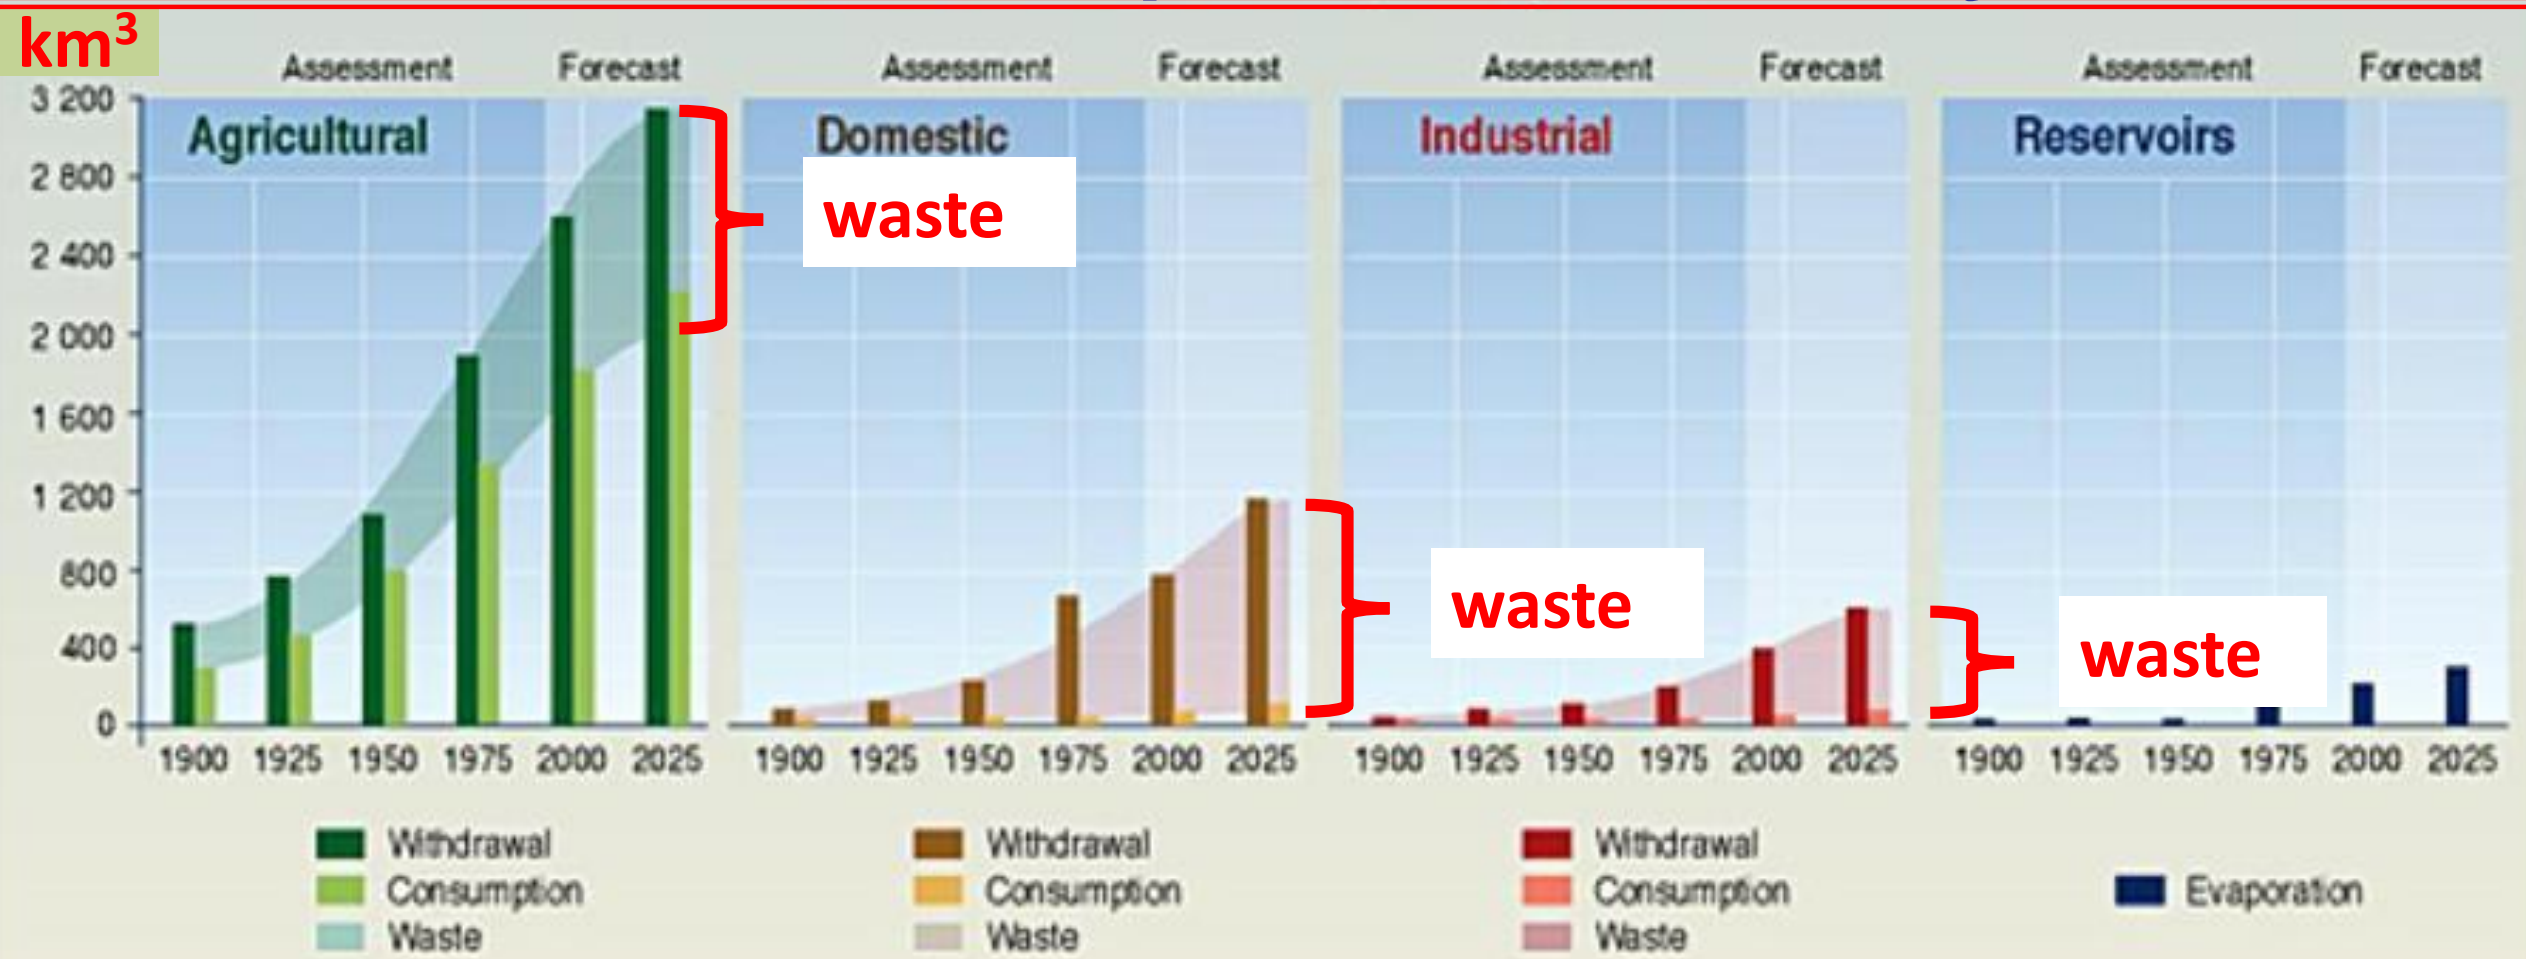 km³
Assessment Forecast Assessment Forecast Assessment Forecast Assessment Forecast
3 200
2 800
2 400
2 000
1 600
1 200
800
400
0
Agricultural
Domestic
Industrial
Reservoirs
waste
waste
waste
1900 1925 1950 1975 2000 2025 1900 1925 1950 1975 2000 2025 1900 1925 1950 1975 2000 2025 1900 1925 1950 1975 2000 2025
Withdrawal
Consumption
Waste
Withdrawal
Consumption
Waste
Withdrawal
Consumption
Waste
Evaporation